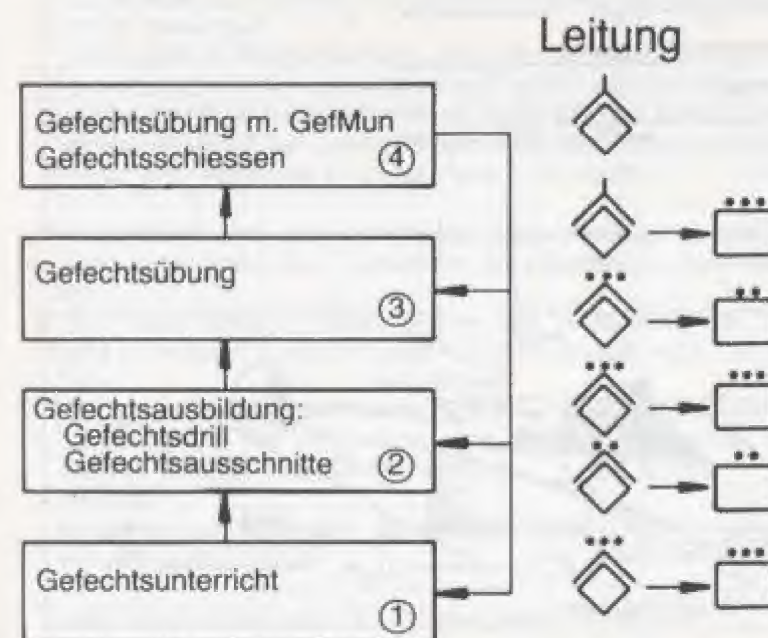 Leitung
Gefechtsübung m. GefMun
Gefechtsschiessen ④
Gefechtsübung
③
Gefechtsausbildung:
Gefechtsdrill
Gefechtsausschnitte ②
Gefechtsunterricht
①